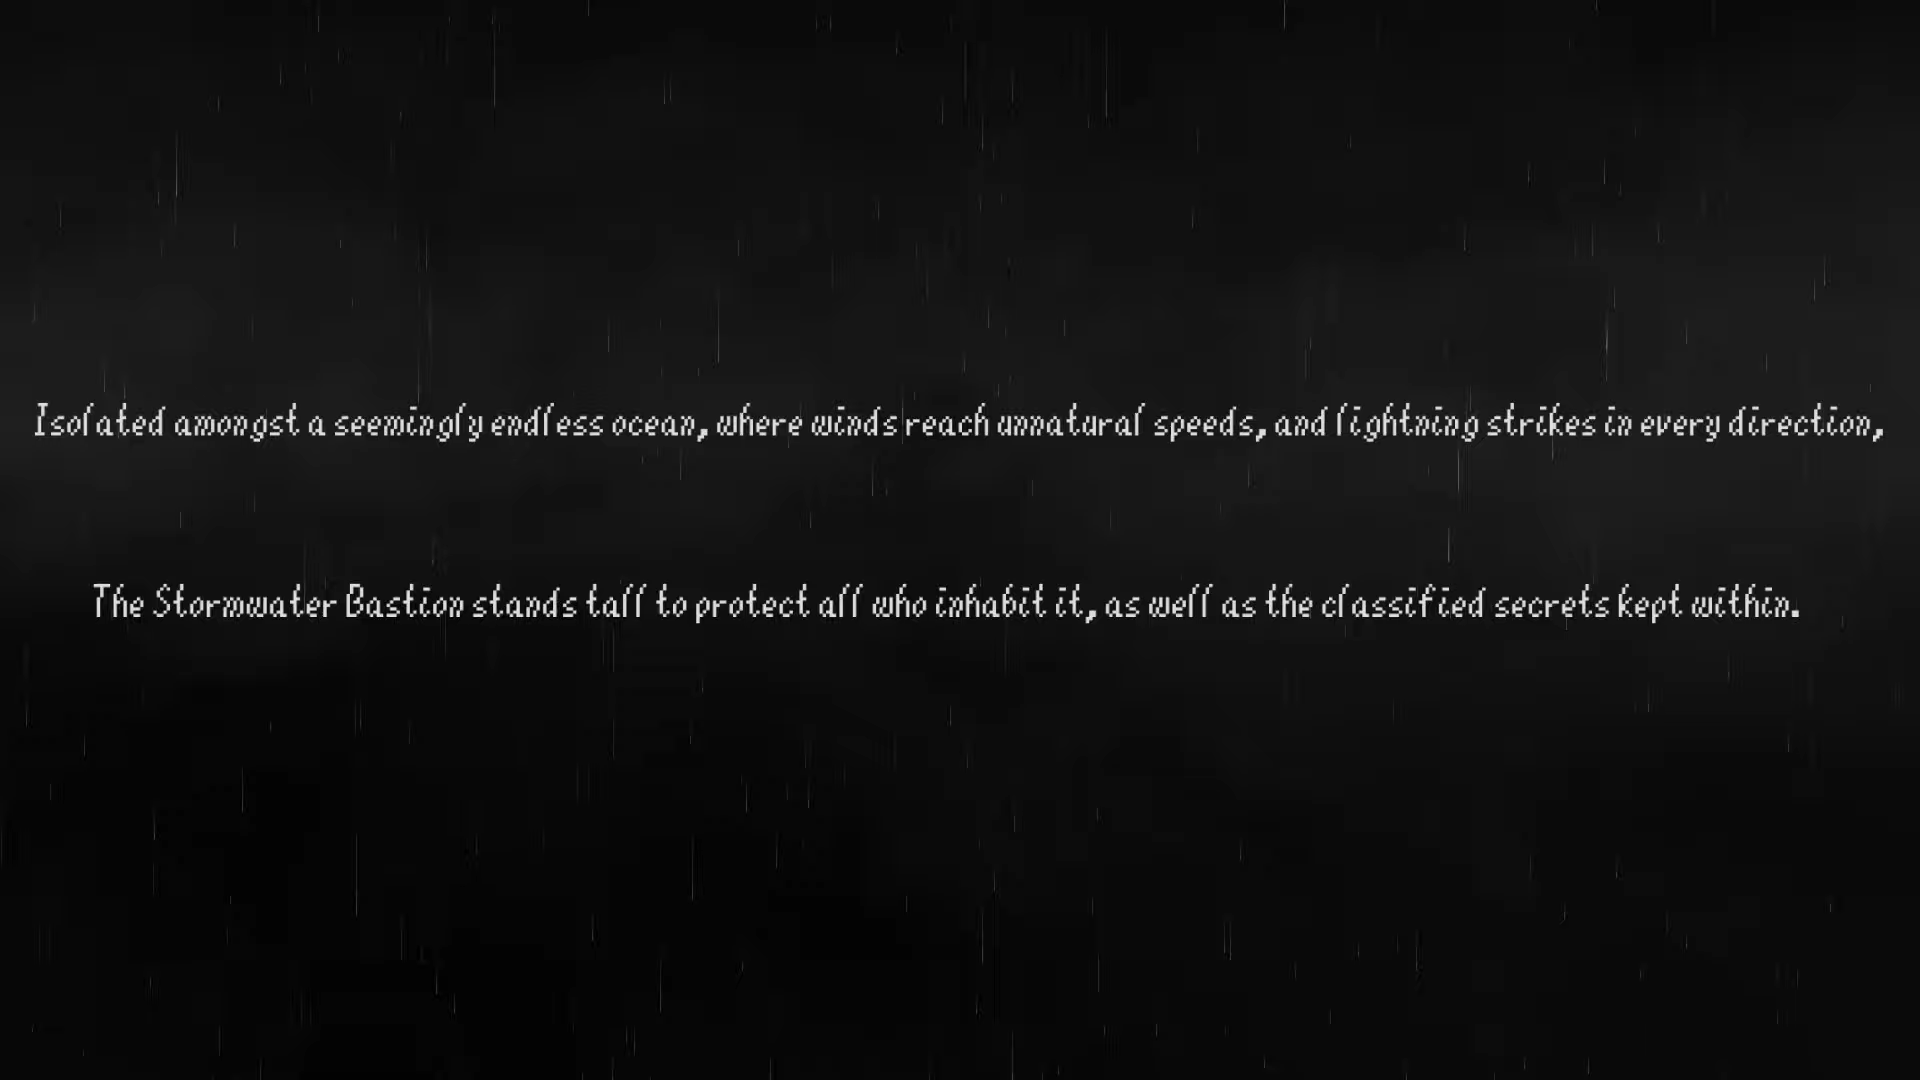 Isolated amongst a seemingly endless ocean, where winds reach unnatural speeds, and lightning strikes in every direction,
The Stormwater Bastion stands tall to protect all who inhabit it, as well as the classified secrets kept within.